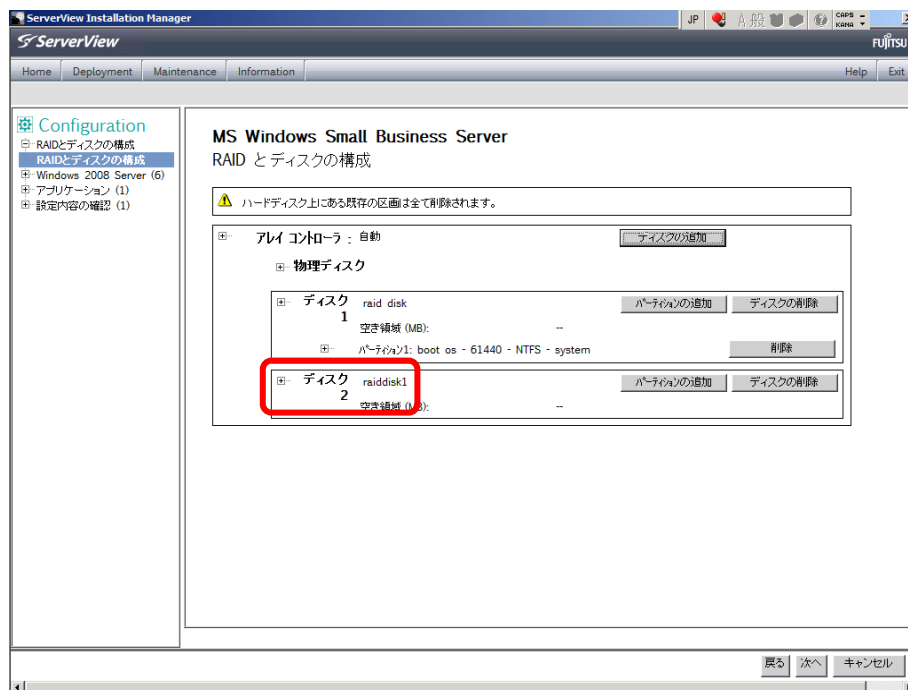 ServerView Installation Manage
JP A 般 CAPS KANA
ServerView
FUJITSU
Home Deployment Maintenance Information Help Exit
Configuration
RAIDとディスクの構成
RAIDとディスクの構成
Windows 2008 Server (6)
アプリケーション (1)
設定内容の確認 (1)
MS Windows Small Business Server
RAID とディスクの構成
ハードディスク上にある既存の区画は全て削除されます。
アレイ コントローラ : 自動 ディスクの追加
物理ディスク
ディスク 1 raid disk パーティションの追加 ディスクの削除
空き領域 (MB): --
パーティション1: boot os - 61440 - NTFS - system 削除
ディスク 2 raiddisk1 パーティションの追加 ディスクの削除
空き領域 (MB): --
戻る 次へ キャンセル